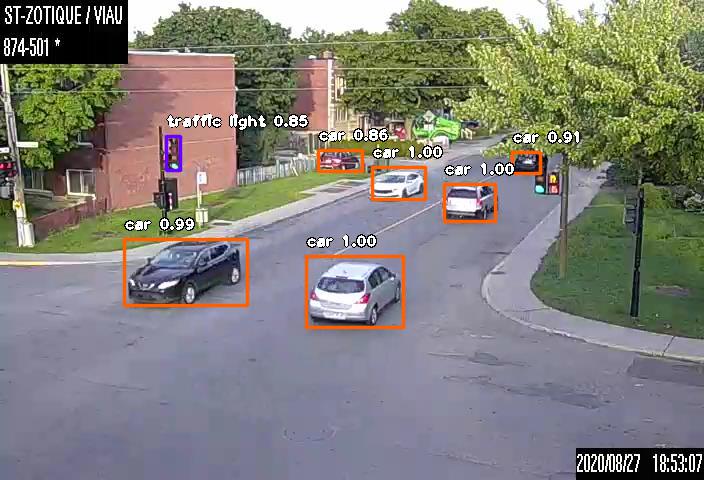 ST-ZOTIQUE / VIAU
874-501 *
traffic light 0.85
car 0.86
car 0.91
car 1.00
car 1.00
car 0.99
car 1.00
2020/08/27 18:53:07